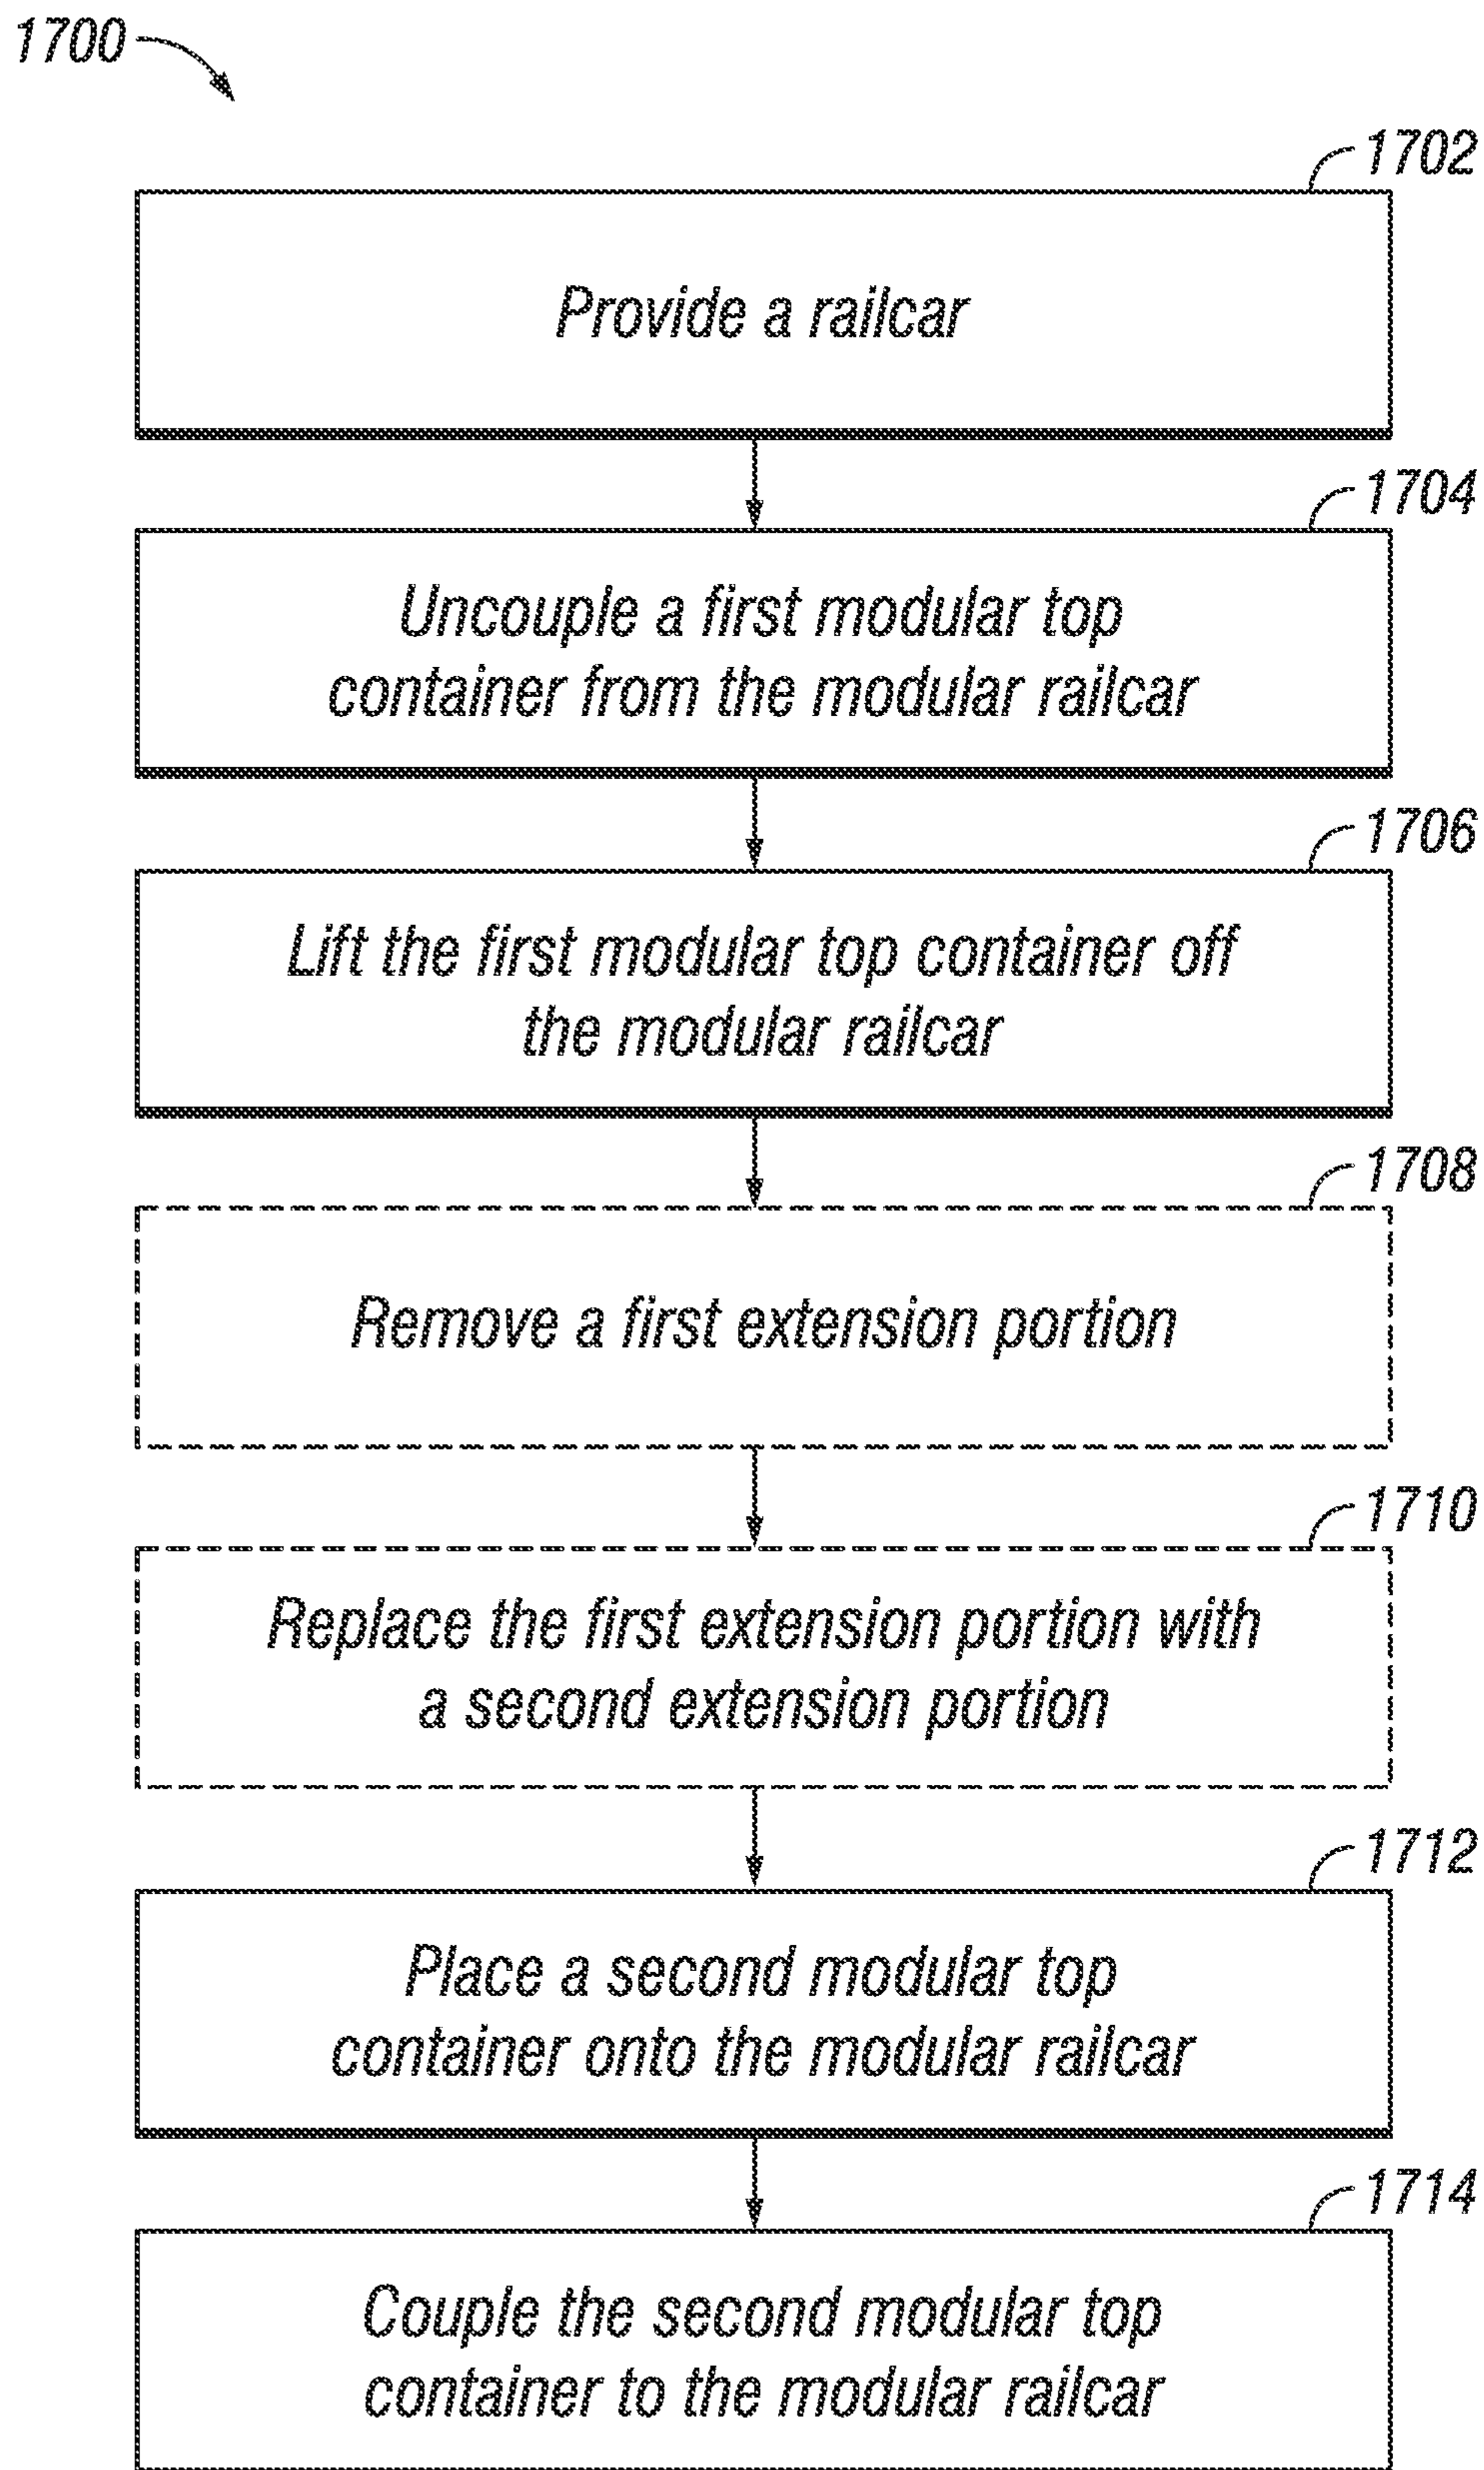 1700
1702
Provide a railcar
1704
Uncouple a first modular top
container from the modular railcar
1706
Lift the first modular top container off
the modular railcar
1708
Remove a first extension portion
1710
Replace the first extension portion with
a second extension portion
1712
Place a second modular top
container onto the modular railcar
1714
Couple the second modular top
container to the modular railcar